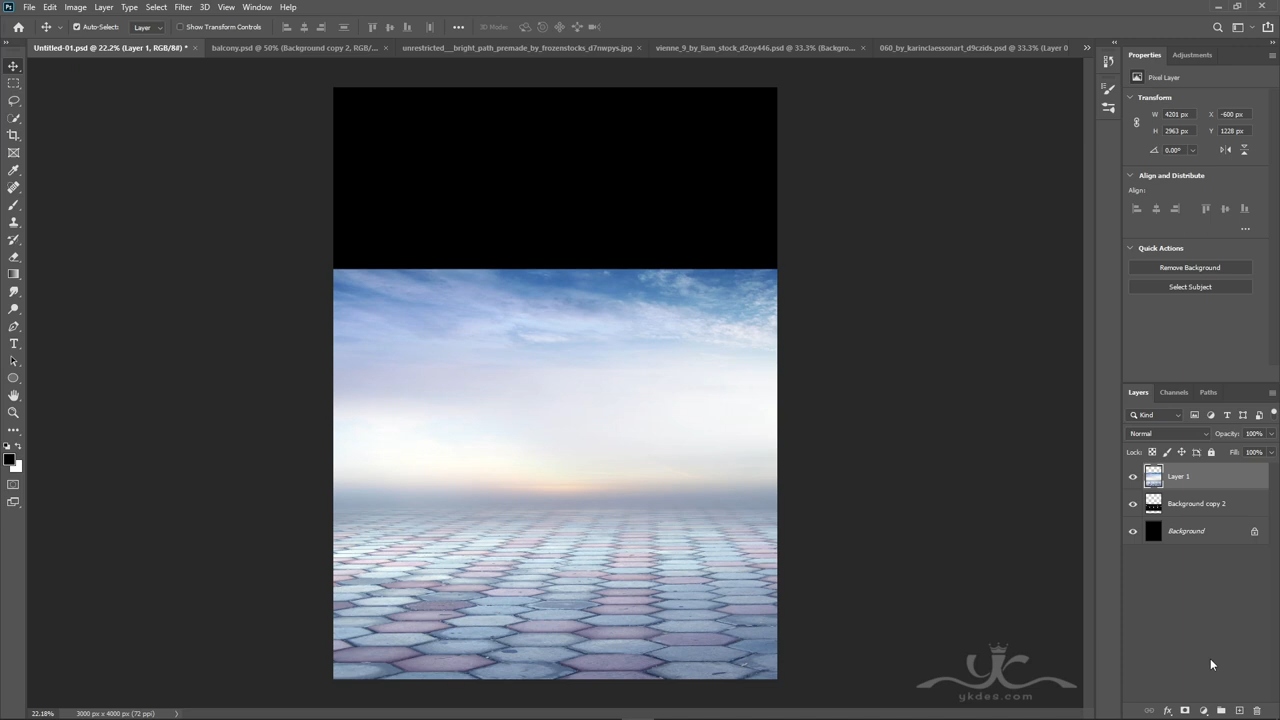 File Edit Image Layer Type Select Filter 3D View Window Help
Auto-Select: Layer Show Transform Controls 3D Mode:
Untitled-01.psd @ 22.2% (Layer 1, RGB/8#) * balcony.psd @ 50% (Background copy 2, RGB/... unrestricted__bright_path_premade_by_frozenstocks_d7nwpys.jpg vienne_9_by_liam_stock_d2oy446.psd @ 33.3% (Backgro... 060_by_karinclaessonart_d9czids.psd @ 33.3% (Layer 0
Properties Adjustments
Pixel Layer
Transform
W 4201 px X -600 px
H 2963 px Y 1228 px
0.00°
Align and Distribute
Align:
Quick Actions
Remove Background
Select Subject
Layers Channels Paths
Kind
Normal Opacity: 100%
Lock: Fill: 100%
Layer 1
Background copy 2
Background
yc
ykdes.com
22.18% 3000 px x 4000 px (72 ppi)